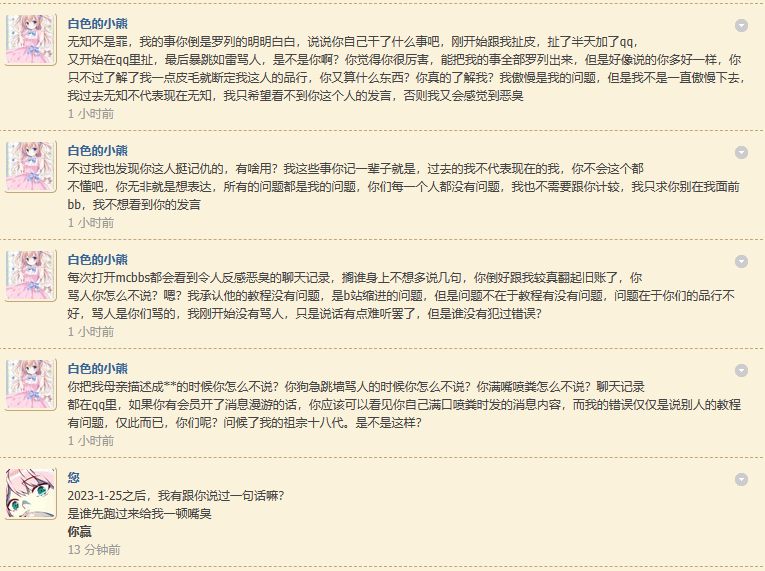 白色的小熊
无知不是罪，我的事你倒是罗列的明明白白，说说你自己干了什么事吧，刚开始跟我扯皮，扯了半天加了qq，
又开始在qq里扯，最后暴跳如雷骂人，是不是你啊？你觉得你很厉害，能把我的事全部罗列出来，但是好像说的你多好一样，你
只不过了解了我一点皮毛就断定我这人的品行，你又算什么东西？你真的了解我？我傲慢是我的问题，但是我不是一直傲慢下去，
我过去无知不代表现在无知，我只希望看不到你这个人的发言，否则我又会感觉到恶臭
1 小时前
白色的小熊
不过我也发现你这人挺记仇的，有啥用？我这些事你记一辈子就是，过去的我不代表现在的我，你不会这个都
不懂吧，你无非就是想表达，所有的问题都是我的问题，你们每一个人都没有问题，我也不需要跟你计较，我只求你别在我面前
bb，我不想看到你的发言
1 小时前
白色的小熊
每次打开mcbbs都会看到令人反感恶臭的聊天记录，搁谁身上不想多说几句，你倒好跟我较真翻起旧账了，你
骂人你怎么不说？嗯？我承认他的教程没有问题，是b站缩进的问题，但是问题不在于教程有没有问题，问题在于你们的品行不
好，骂人是你们骂的，我刚开始没有骂人，只是说话有点难听罢了，但是谁没有犯过错误？
1 小时前
白色的小熊
你把我母亲描述成**的时候你怎么不说？你狗急跳墙骂人的时候你怎么不说？你满嘴喷粪怎么不说？聊天记录
都在qq里，如果你有会员开了消息漫游的话，你应该可以看见你自己满口喷粪时发的消息内容，而我的错误仅仅是说别人的教程
有问题，仅此而已，你们呢？问候了我的祖宗十八代。是不是这样？
1 小时前
您
2023-1-25之后，我有跟你说过一句话嘛？
是谁先跑过来给我一顿嘴臭
你赢
13 分钟前